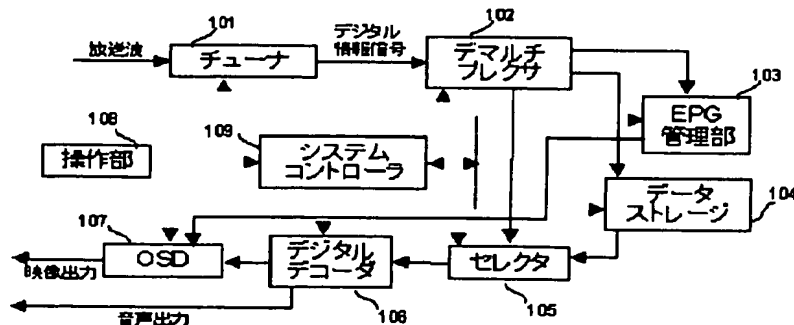 101
放送波
チューナ
デジタル
情報信号
102
デマルチ
プレクサ
103
EPG
管理部
108
操作部
109
システム
コントローラ
データ
ストレージ
104
107
OSD
映像出力
デジタル
デコーダ
106
セレクタ
105
音声出力